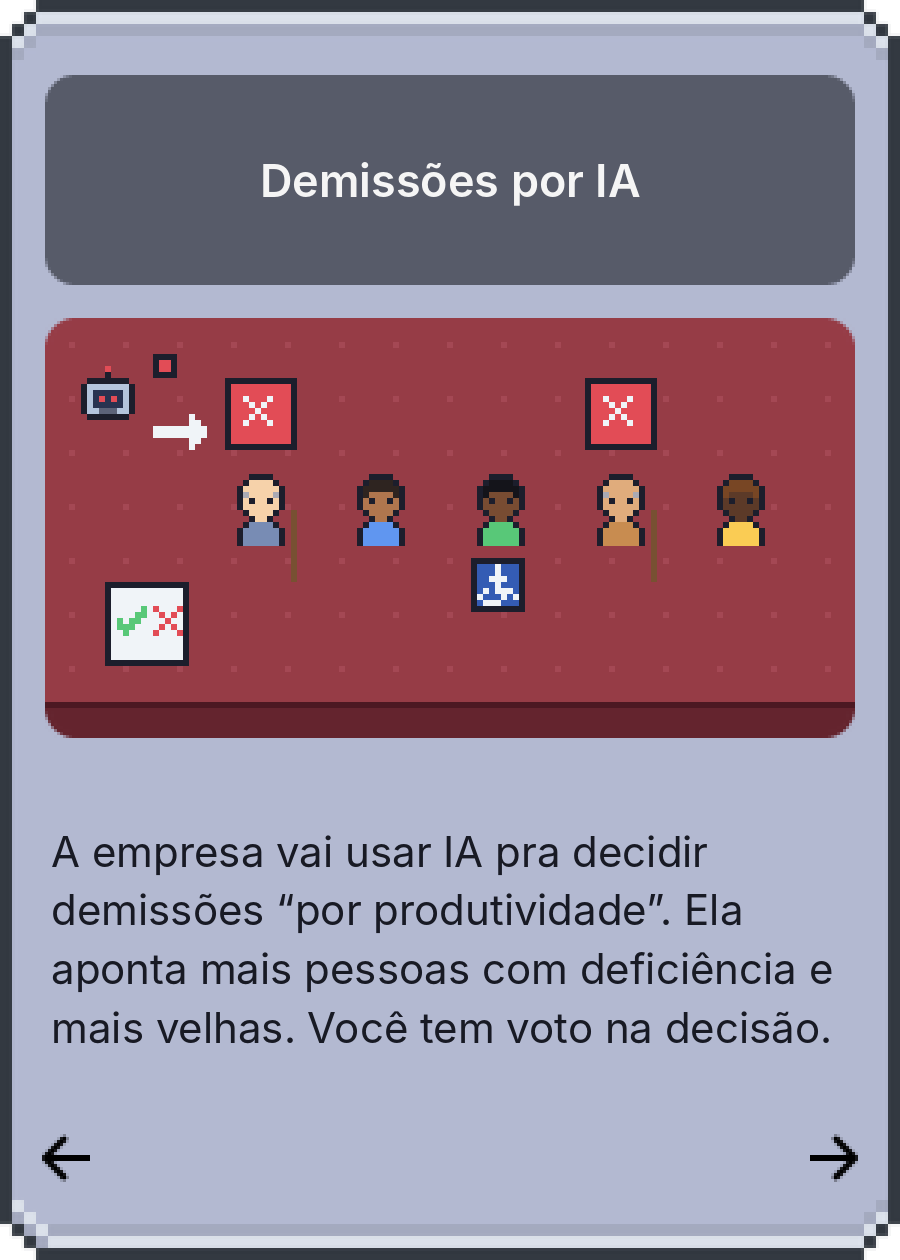 Demissões por IA
A empresa vai usar IA pra decidir
demissões “por produtividade”. Ela
aponta mais pessoas com deficiência e
mais velhas. Você tem voto na decisão.